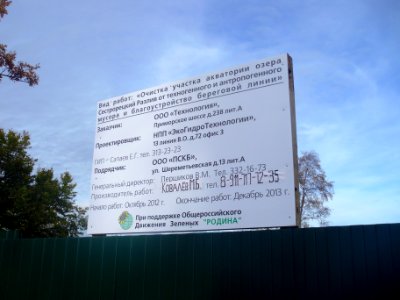 Вид работ: «Очистка участка акватории озера
Сестрорецкий Разлив от техногенного и антропогенного
мусора и благоустройство береговой линии»
Заказчик: ООО «Технология»,
Приморское шоссе д.238 лит.А
Проектировщик: НПП «ЭкоГидроТехнологии»,
13 линия В.О. д.72 офис 3
ГИП - Сапаев Е.Г. тел. 313-23-23
Подрядчик: ООО «ПСКБ»,
ул. Шереметьевская д.13 лит.А
Генеральный директор: Першиков В.М. Тел. 332-16-73
Производитель работ: КОВАЛЕВ М.Б. тел. 8-911-717-12-35
Начало работ: Октябрь 2012 г. Окончание работ: Декабрь 2013 г.
При поддержке Общероссийского
Движения Зеленых "РОДИНА"